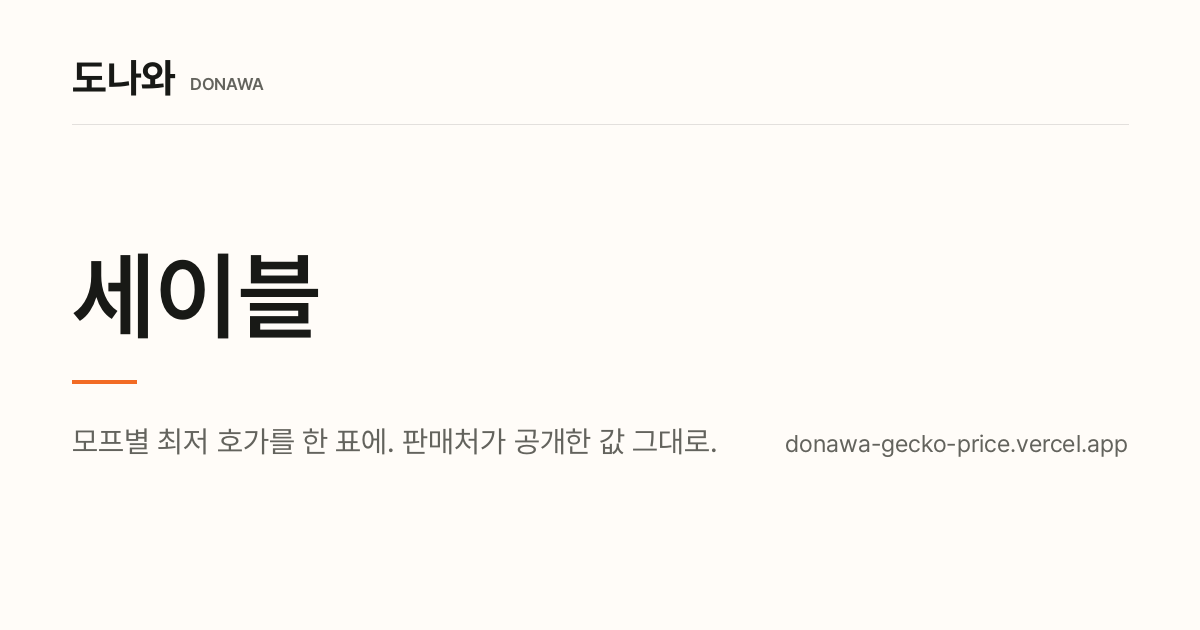 도나와 DONAWA
세이블
모프별 최저 호가를 한 표에. 판매처가 공개한 값 그대로. donawa-gecko-price.vercel.app